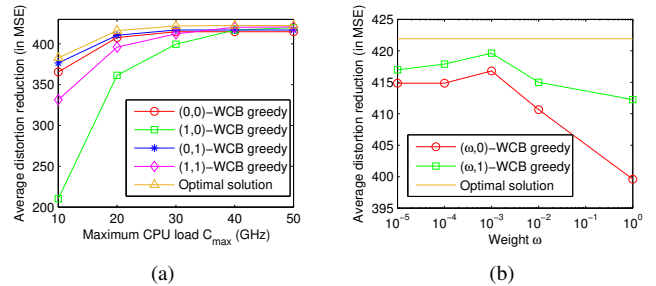 Average distortion reduction (in MSE)
400
350
300
250
200
10
20
30
40
50
Maximum CPU load C_max (GHz)
(0,0)−WCB greedy
(1,0)−WCB greedy
(0,1)−WCB greedy
(1,1)−WCB greedy
Optimal solution
(a)
Average distortion reduction (in MSE)
425
420
415
410
405
400
395
10^−5
10^−4
10^−3
10^−2
10^−1
10^0
Weight ω
(ω,0)−WCB greedy
(ω,1)−WCB greedy
Optimal solution
(b)